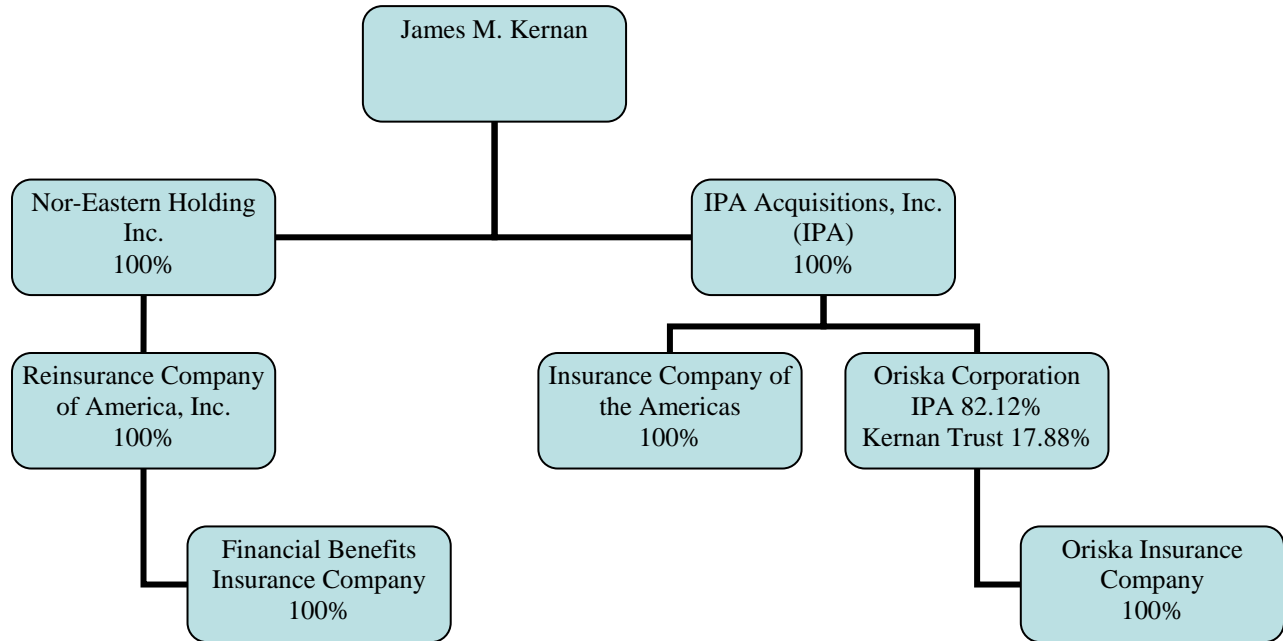 James M. Kernan
Nor-Eastern Holding
Inc.
100%
IPA Acquisitions, Inc.
(IPA)
100%
Reinsurance Company
of America, Inc.
100%
Insurance Company of
the Americas
100%
Oriska Corporation
IPA 82.12%
Kernan Trust 17.88%
Financial Benefits
Insurance Company
100%
Oriska Insurance
Company
100%